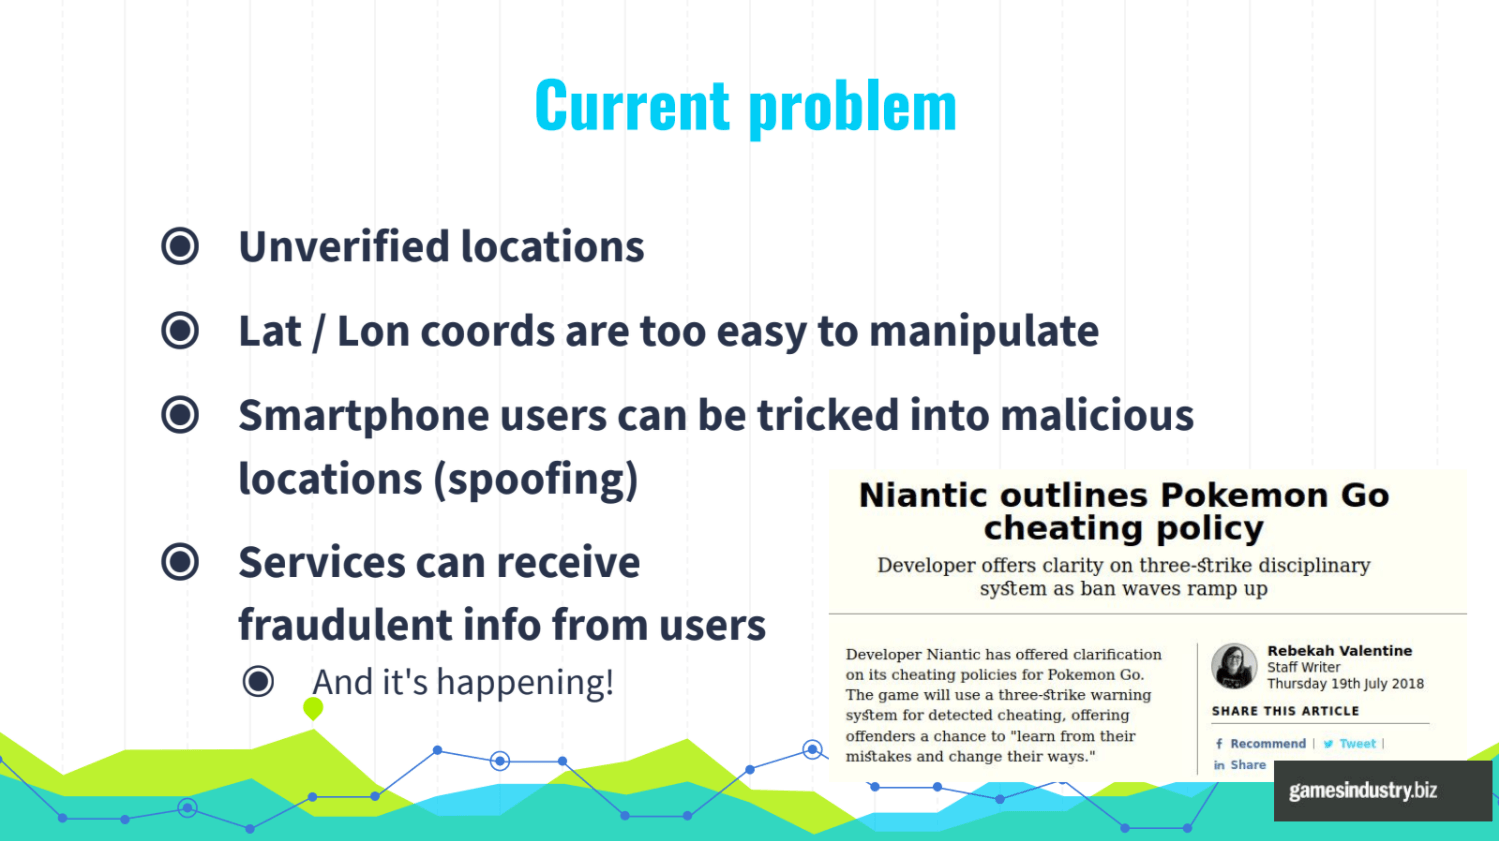 Current problem
Unverified locations
Lat / Lon coords are too easy to manipulate
Smartphone users can be tricked into malicious
locations (spoofing)
Services can receive
fraudulent info from users
And it's happening!
Niantic outlines Pokemon Go
cheating policy
Developer offers clarity on three-strike disciplinary
system as ban waves ramp up
Developer Niantic has offered clarification
on its cheating policies for Pokemon Go.
The game will use a three-strike warning
system for detected cheating, offering
offenders a chance to "learn from their
mistakes and change their ways."
Rebekah Valentine
Staff Writer
Thursday 19th July 2018
SHARE THIS ARTICLE
f Recommend | Tweet |
in Share
gamesindustry.biz